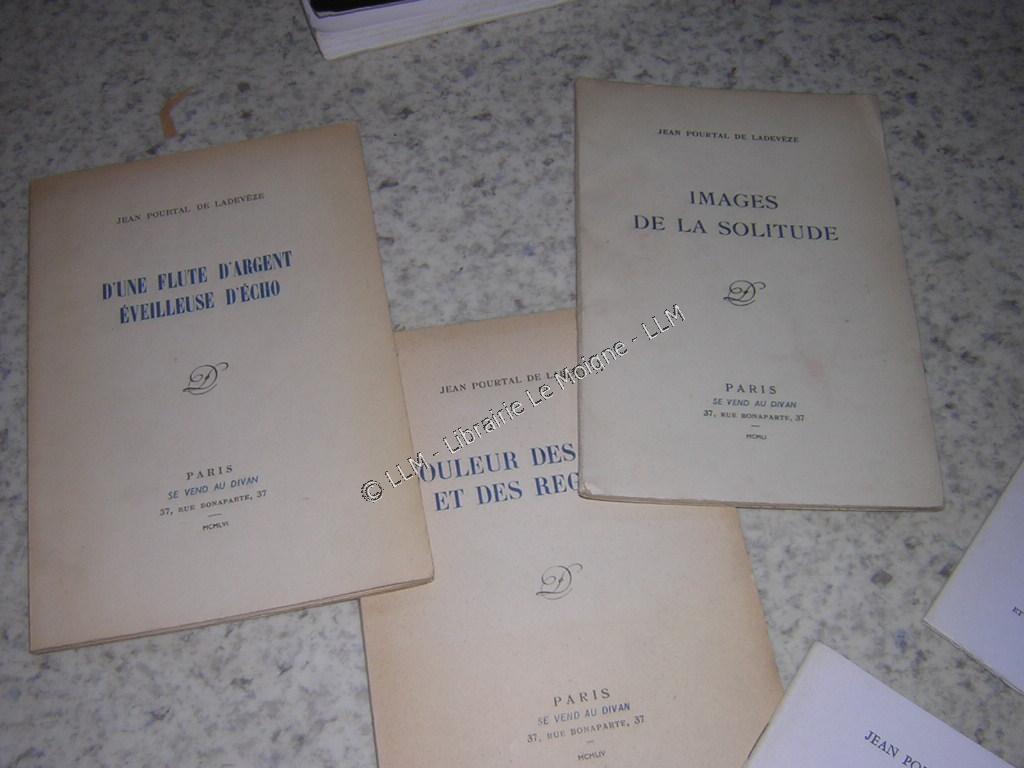 JEAN POURTAL DE LADEVÈZE
D'UNE FLUTE D'ARGENT
ÉVEILLEUSE D'ÉCHO
D
PARIS
SE VEND AU DIVAN
37, RUE BONAPARTE, 37
MCMLVI
JEAN POURTAL DE LADEVÈZE
IMAGES
DE LA SOLITUDE
D
PARIS
SE VEND AU DIVAN
37, RUE BONAPARTE, 37
MCMLI
JEAN POURTAL DE
OULEUR DES
ET DES REG
D
PARIS
SE VEND AU DIVAN
37, RUE BONAPARTE, 37
MCMLIV
© LLM - Librairie Le Moigne - LLM
ET
JEAN PO